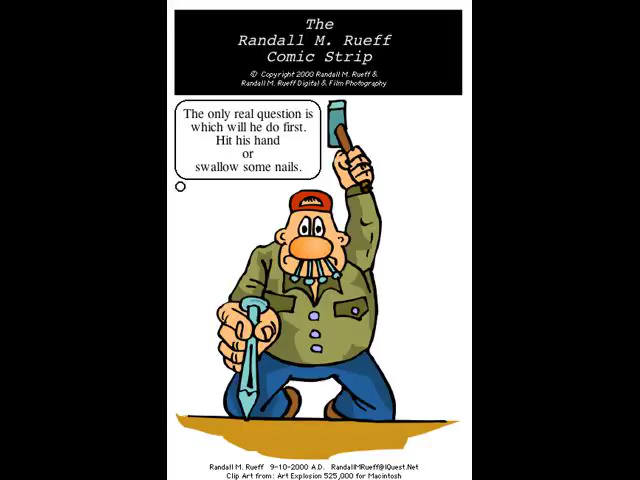 The
Randall M. Rueff
Comic Strip
© Copyright 2000 Randall M. Rueff &
Randall M. Rueff Digital & Film Photography
The only real question is
which will he do first.
Hit his hand
or
swallow some nails.
Randall M. Rueff 9-10-2000 A.D. RandallMRueff@IQuest.Net
Clip Art from: Art Explosion 525,000 for Macintosh